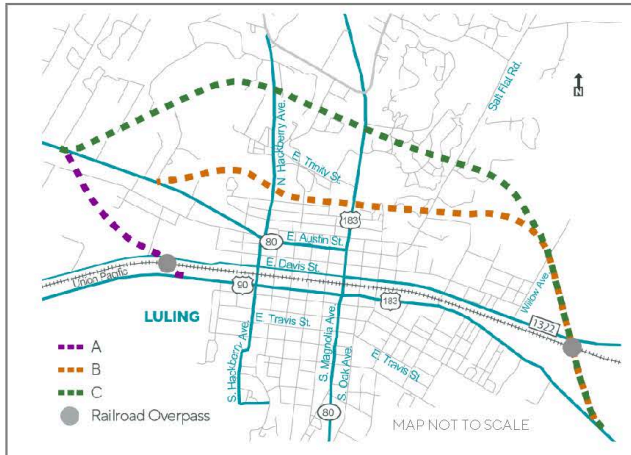 Salt Flat Rd.
N
N. Hackberry Ave.
E. Trinity St.
183
80
E. Austin St.
E. Davis St.
Union Pacific
90
183
Willow Ave.
1322
LULING
E. Travis St.
S. Hackberry Ave.
S. Magnolia Ave.
S. Oak Ave.
E. Travis St.
80
A
B
C
Railroad Overpass
MAP NOT TO SCALE